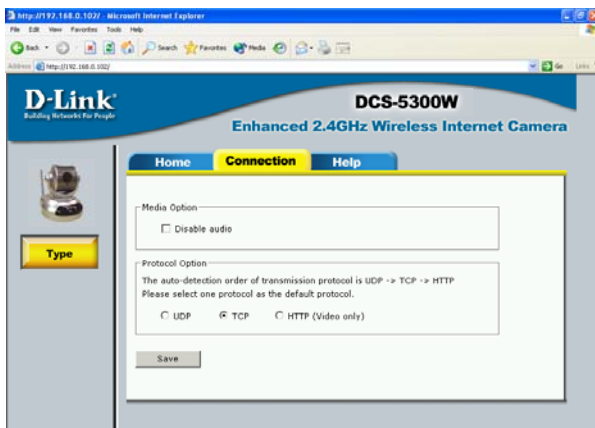 http://192.168.0.102/ - Microsoft Internet Explorer
File Edit View Favorites Tools Help
Back Search Favorites Media
Address http://192.168.0.102/ Go Links
D-Link
Building Networks For People
DCS-5300W
Enhanced 2.4GHz Wireless Internet Camera
Home Connection Help
Type
Media Option
Disable audio
Protocol Option
The auto-detection order of transmission protocol is UDP -> TCP -> HTTP
Please select one protocol as the default protocol.
UDP TCP HTTP (Video only)
Save